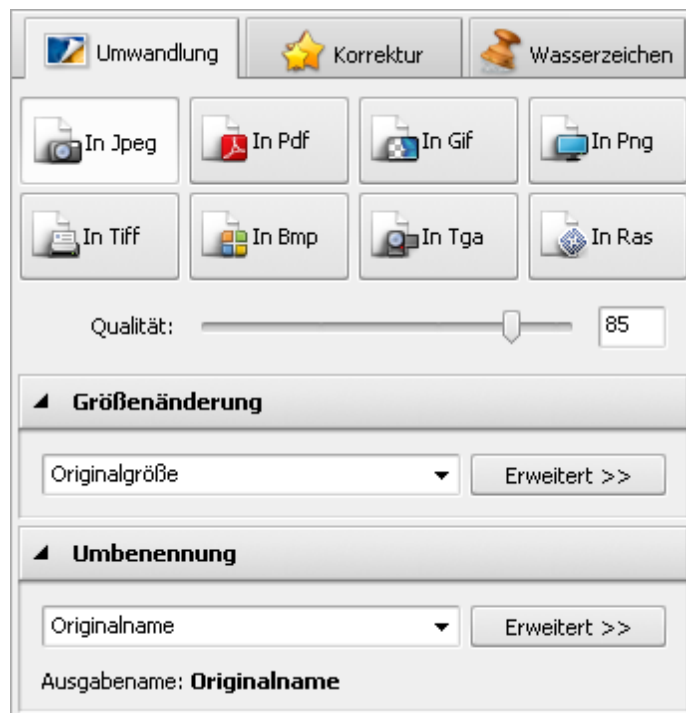 Umwandlung Korrektur Wasserzeichen
In Jpeg In Pdf In Gif In Png
In Tiff In Bmp In Tga In Ras
Qualität: 85
Größenänderung
Originalgröße Erweitert >>
Umbenennung
Originalname Erweitert >>
Ausgabename: Originalname